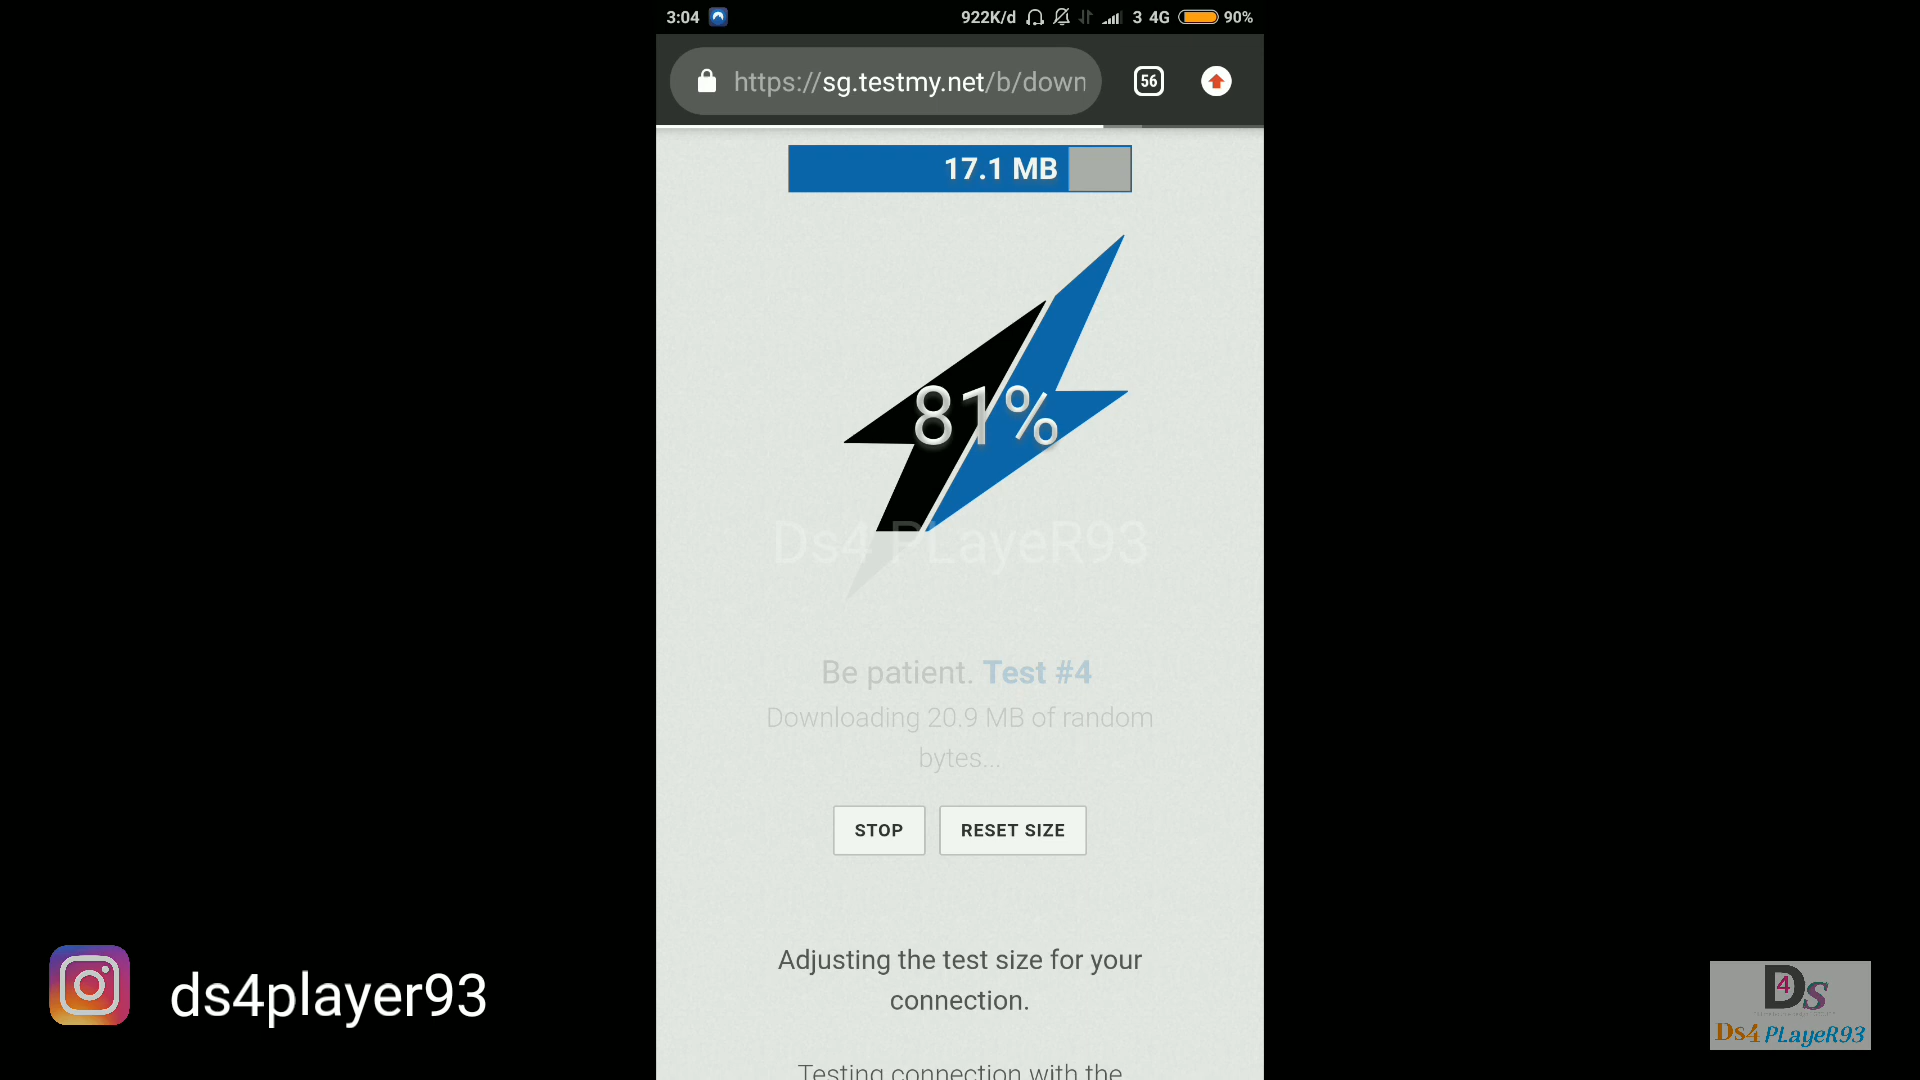 3:04
922K/d 3 4G 90%
https://sg.testmy.net/b/down
56
17.1 MB
81%
Ds4 PLayeR93
Be patient. Test #4
Downloading 20.9 MB of random
bytes...
STOP RESET SIZE
Adjusting the test size for your
connection.
Testing connection with the
ds4player93
D4s
Ds4 PLayeR93